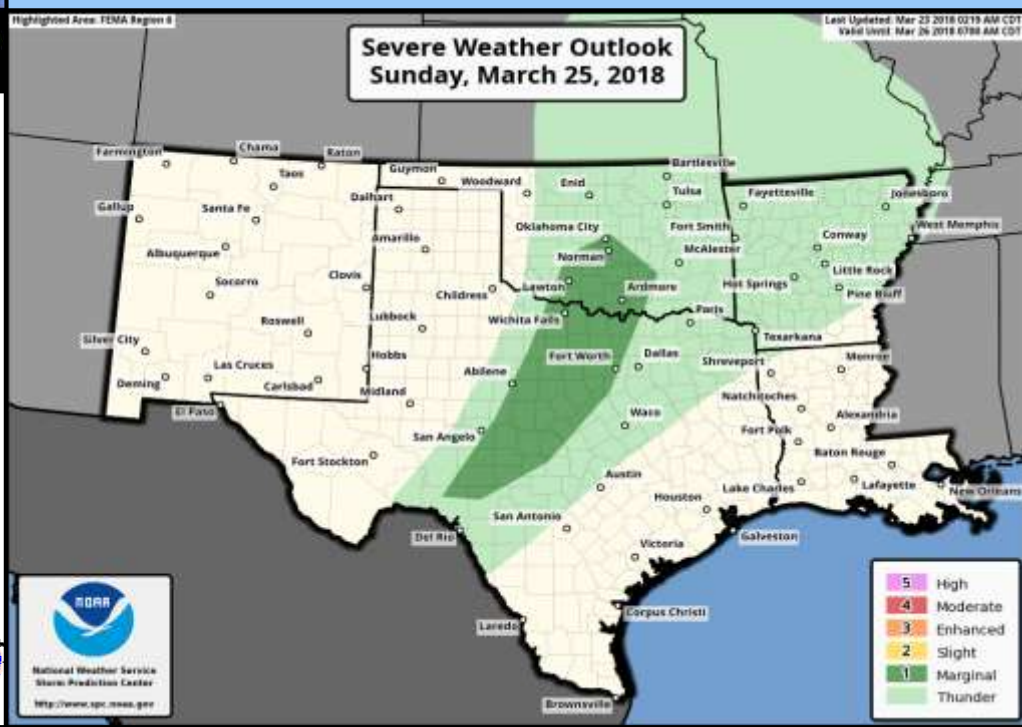 Highlighted Area: FEMA Region 6
Last Updated: Mar 23 2018 0219 AM CDT
Valid Until: Mar 26 2018 0700 AM CDT
Severe Weather Outlook
Sunday, March 25, 2018
Farmington
Chama
Raton
Taos
Guymon
Woodward
Enid
Bartlesville
Tulsa
Fayetteville
Jonesboro
Gallup
Santa Fe
Dalhart
Oklahoma City
Fort Smith
West Memphis
Albuquerque
Amarillo
Norman
McAlester
Conway
Socorro
Clovis
Childress
Lawton
Ardmore
Hot Springs
Little Rock
Pine Bluff
Roswell
Lubbock
Wichita Falls
Paris
Texarkana
Silver City
Las Cruces
Hobbs
Abilene
Fort Worth
Dallas
Shreveport
Monroe
Deming
Carlsbad
Midland
Natchitoches
El Paso
Waco
Alexandria
San Angelo
Fort Polk
Fort Stockton
Baton Rouge
Austin
Houston
Lake Charles
Lafayette
New Orleans
San Antonio
Del Rio
Galveston
Victoria
Laredo
Corpus Christi
Brownsville
NOAA
National Weather Service
Storm Prediction Center
http://www.spc.noaa.gov
5 High
4 Moderate
3 Enhanced
2 Slight
1 Marginal
Thunder